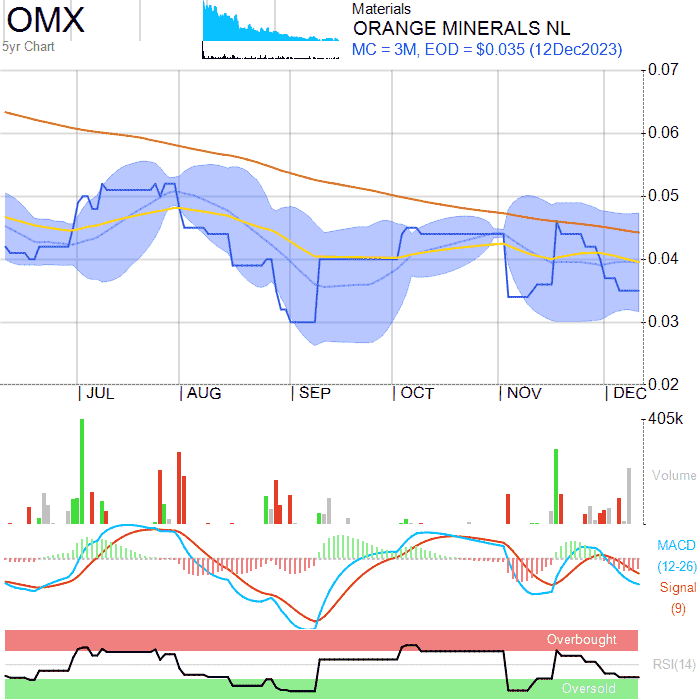 OMX
5yr Chart
Materials
ORANGE MINERALS NL
MC = 3M, EOD = $0.035 (12Dec2023)
0.07
0.06
0.05
0.04
0.03
0.02
| JUL | AUG | SEP | OCT | NOV | DEC
405k
Volume
MACD
(12-26)
Signal
(9)
Overbought
RSI(14)
Oversold